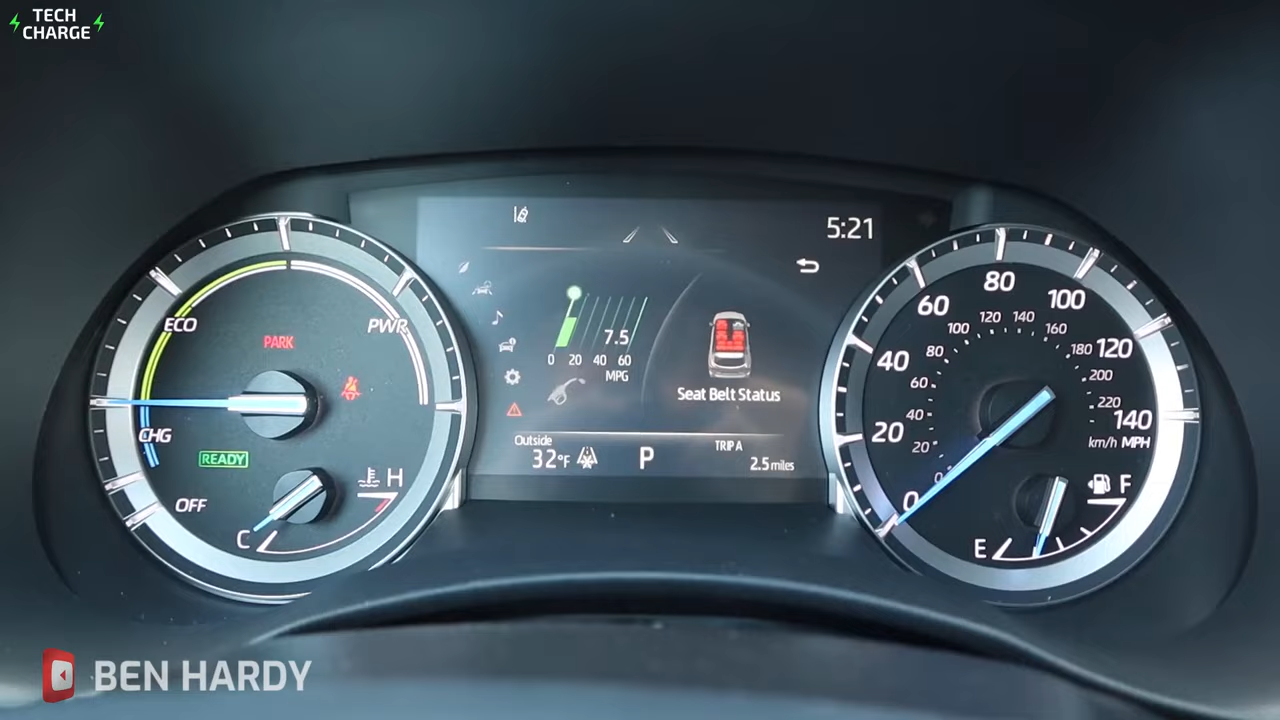 TECH
CHARGE
ECO
PWR
PARK
CHG
READY
OFF
H
C
5:21
7.5
0 20 40 60
MPG
Seat Belt Status
Outside
32°F
P
TRIP A
2.5 miles
0 20 40 60 80 100 120 140
0 20 40 60 80 100 120 140 160 180 200 220
km/h MPH
E
F
BEN HARDY